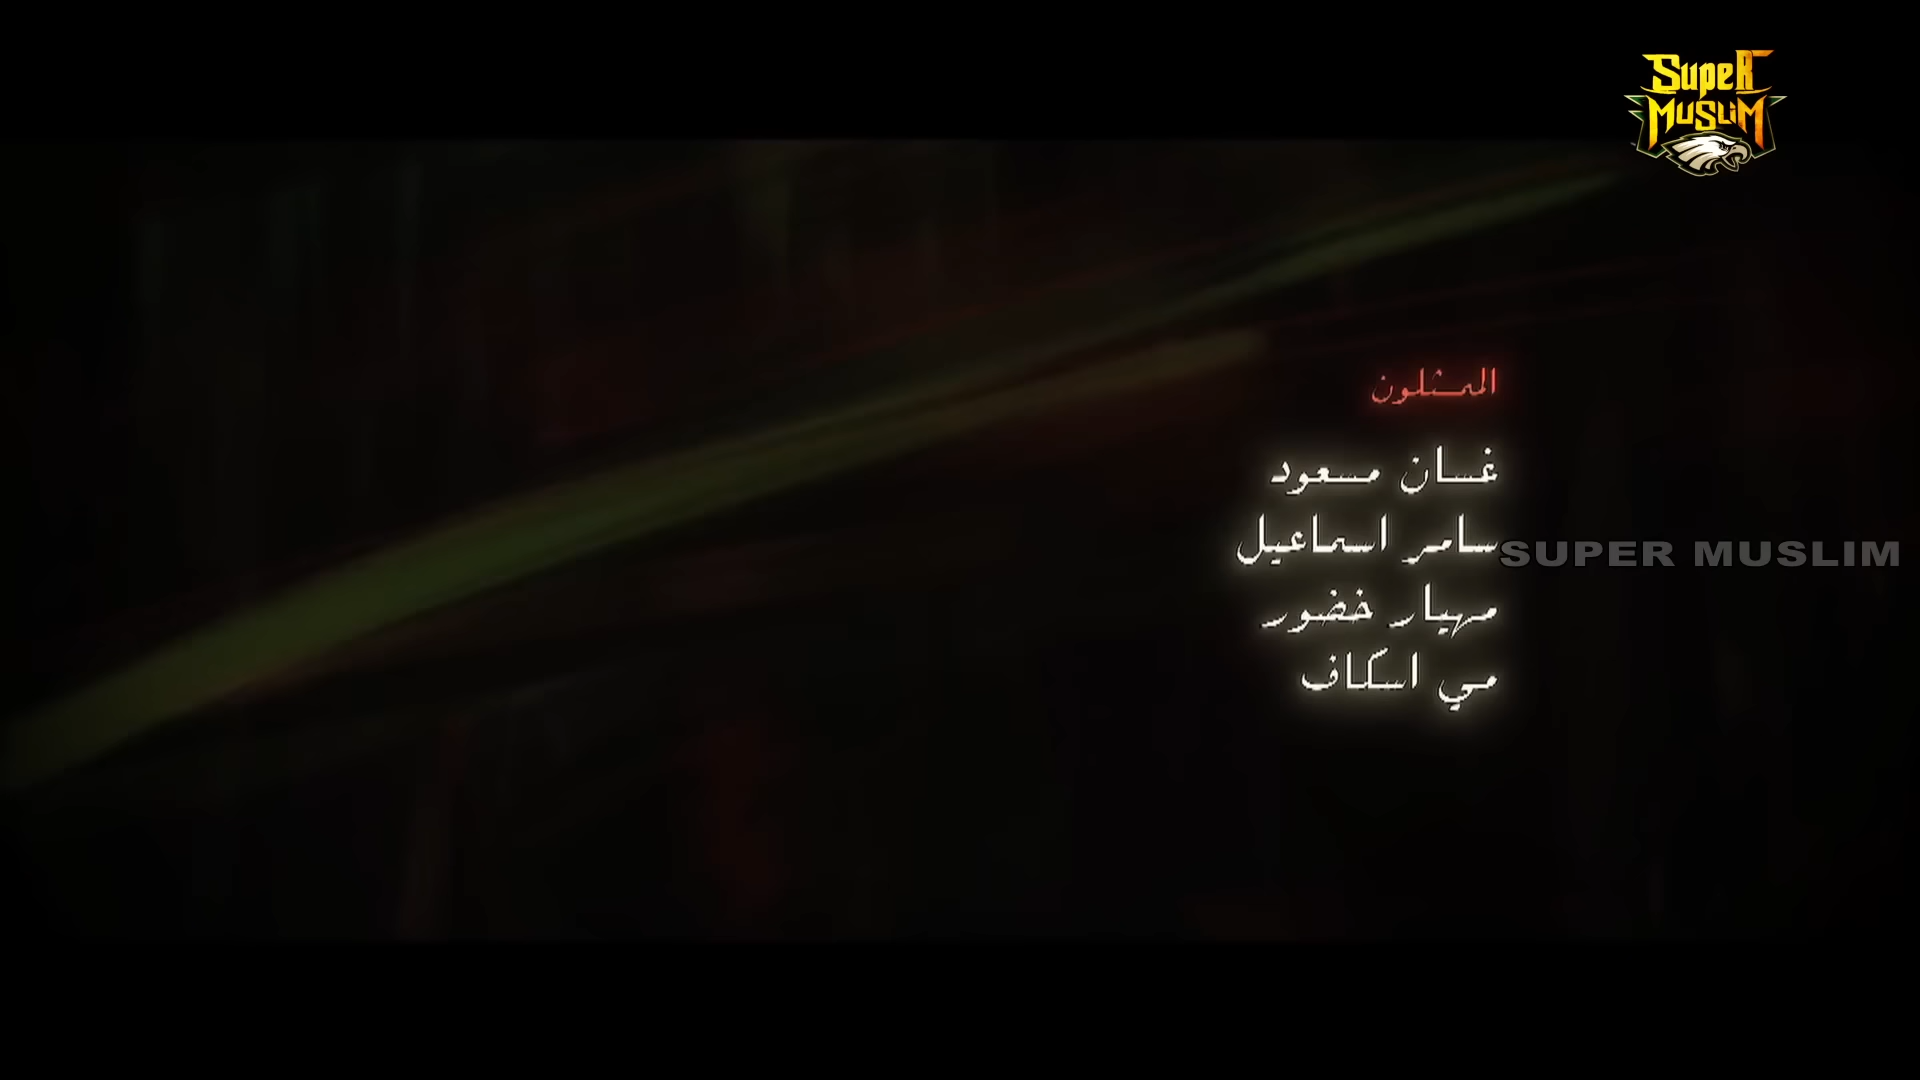 SUPER
MUSLIM
الممثلون
غسان مسعود
سامر اسماعيل
SUPER MUSLIM
مهيار خضور
مي اسكاف